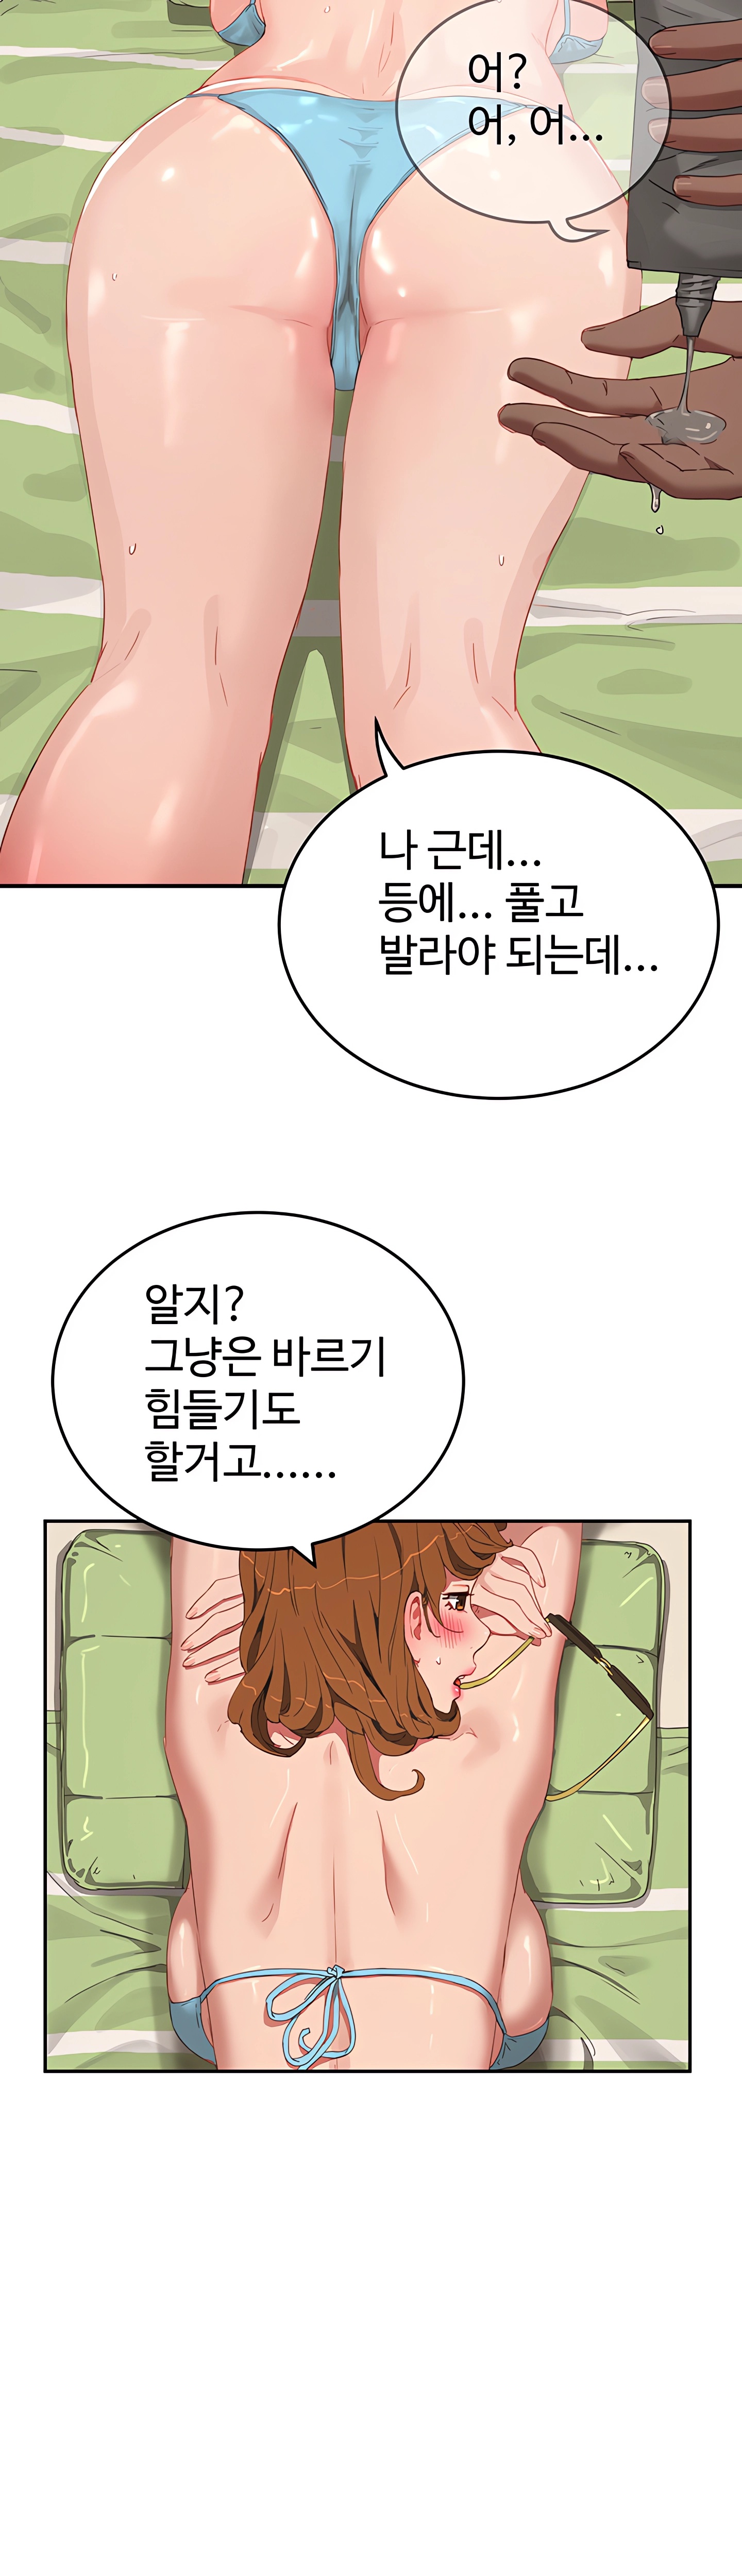 어?
어, 어...
나 근데...
등에... 풀고
발라야 되는데...
알지?
그냥은 바르기
힘들기도
할거고......